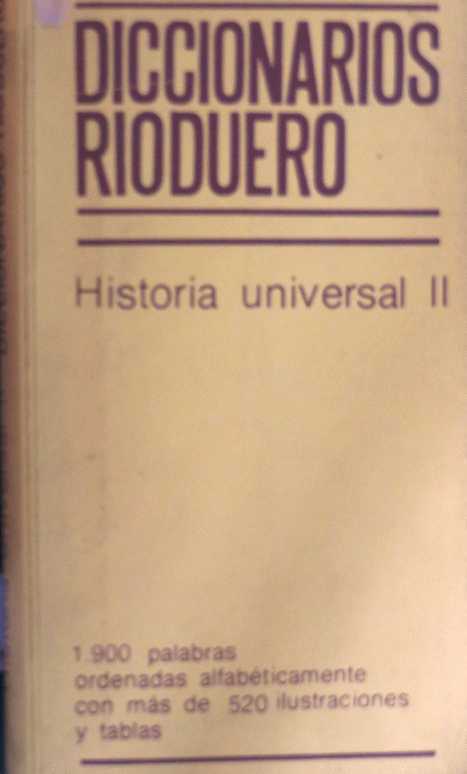 DICCIONARIOS
RIODUERO
Historia universal II
1.900 palabras
ordenadas alfabéticamente
con más de 520 ilustraciones
y tablas